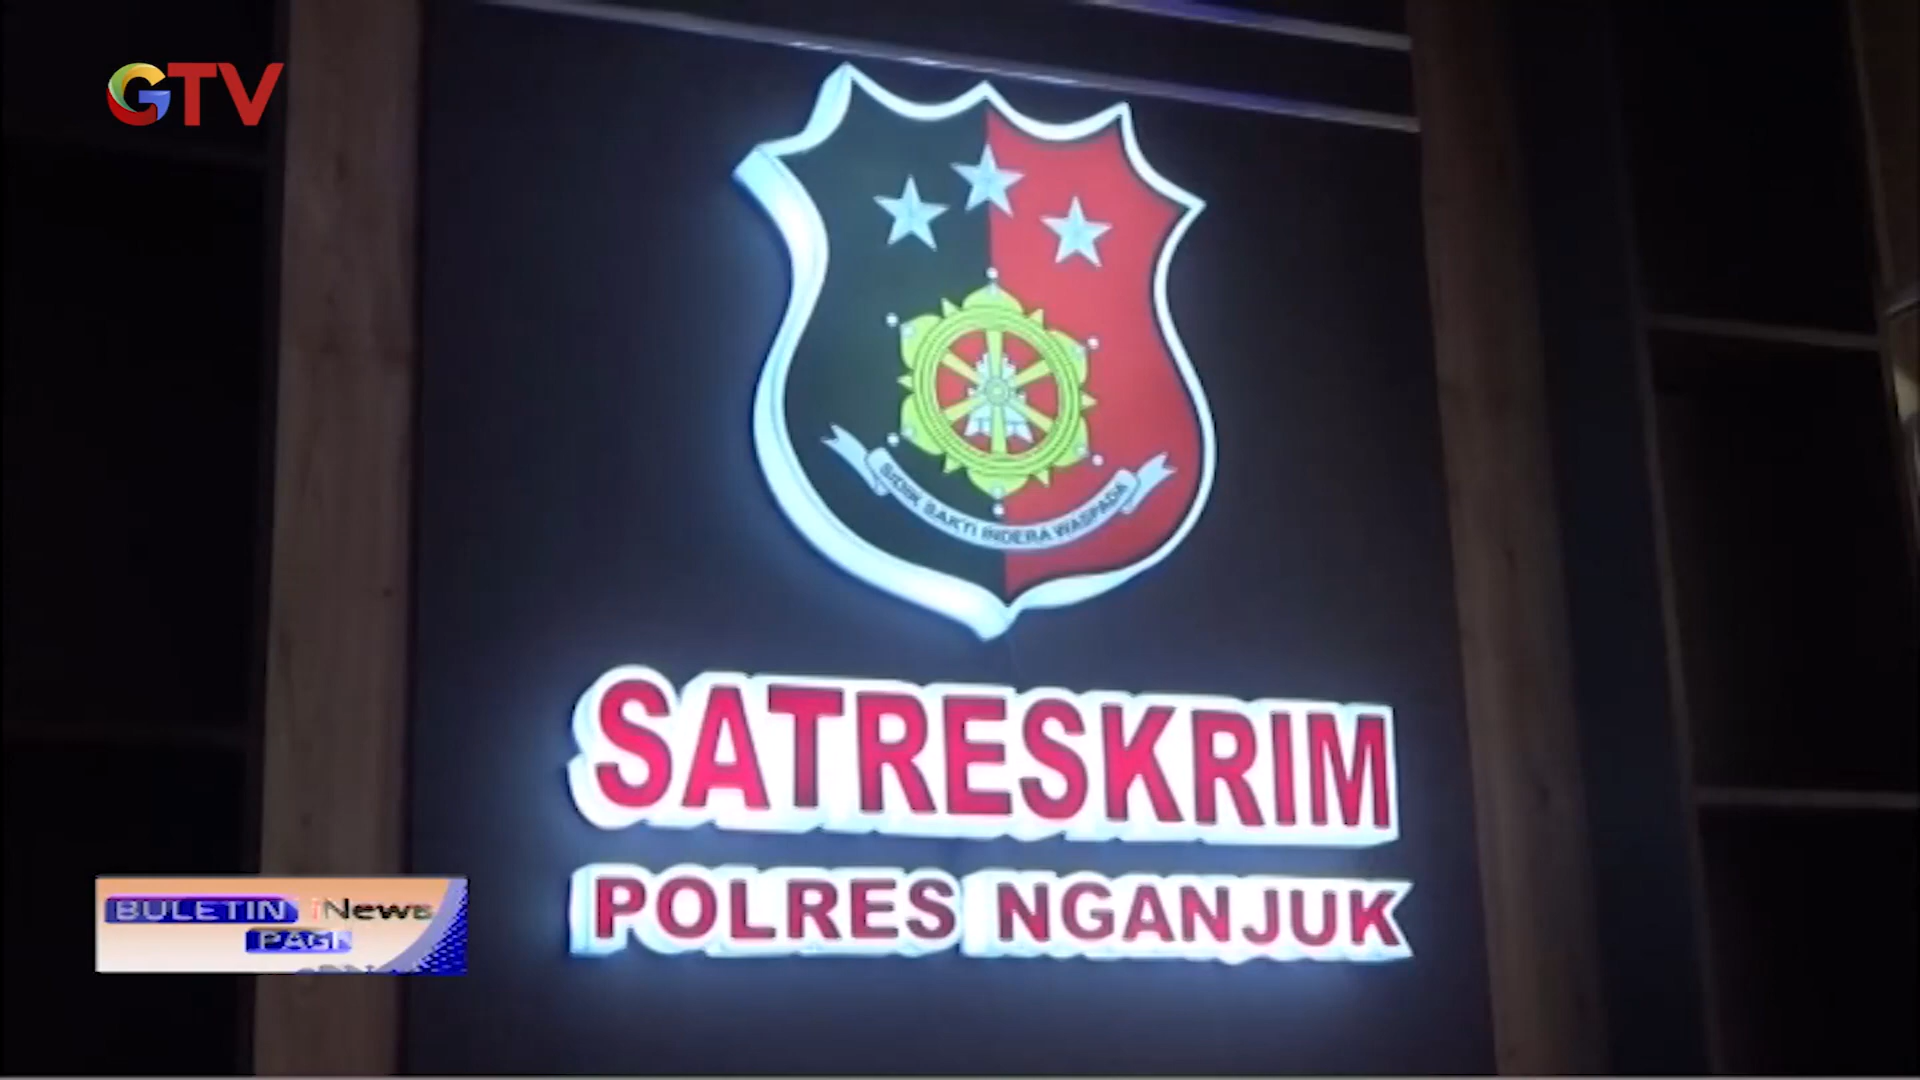 GTV
SIDIK SAKTI INDERA WASPADA
SATRESKRIM
POLRES NGANJUK
BULETIN iNews
PAGI